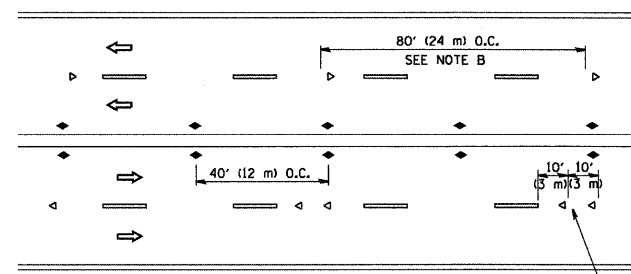 80' (24 m) O.C.
SEE NOTE B
40' (12 m) O.C.
10' 10'
(3 m) (3 m)